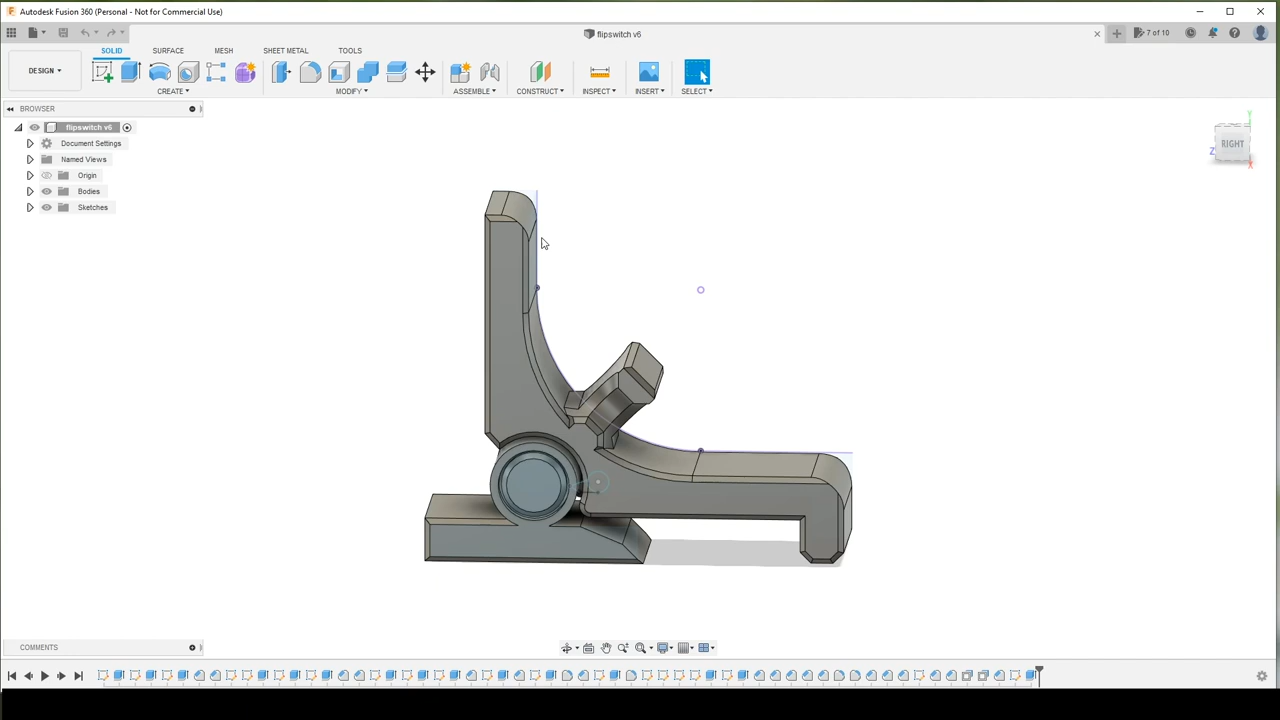 Autodesk Fusion 360 (Personal - Not for Commercial Use)
flipswitch v6
7 of 10
SOLID SURFACE MESH SHEET METAL TOOLS
DESIGN
CREATE MODIFY ASSEMBLE CONSTRUCT INSPECT INSERT SELECT
BROWSER
flipswitch v6
Document Settings
Named Views
Origin
Bodies
Sketches
RIGHT
Y
Z
X
COMMENTS